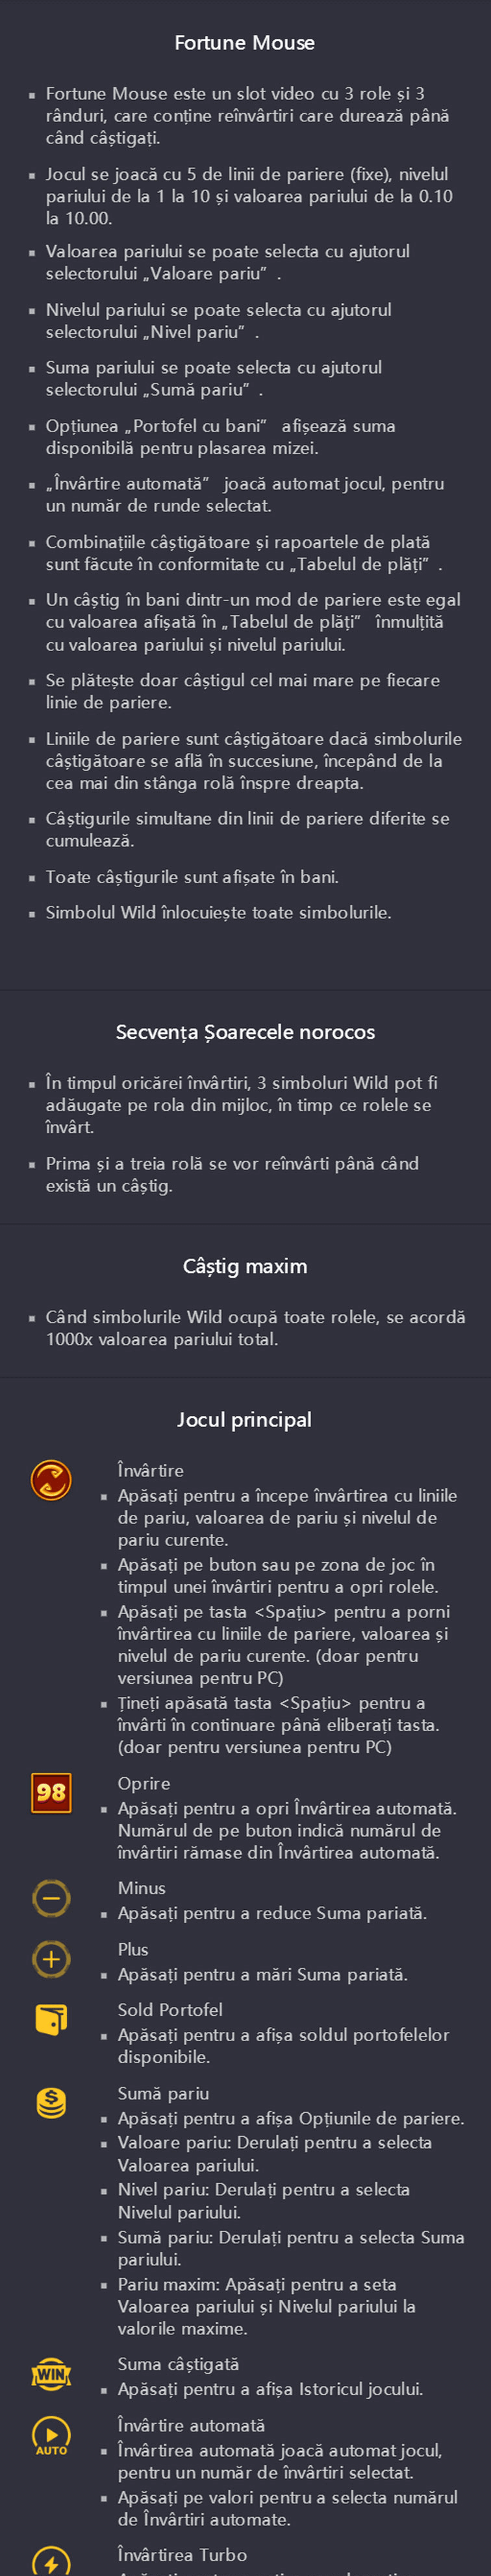 Fortune Mouse
Fortune Mouse este un slot video cu 3 role și 3
rânduri, care conține reînvârtiri care durează până
când câștigați.
Jocul se joacă cu 5 de linii de pariere (fixe), nivelul
pariului de la 1 la 10 și valoarea pariului de la 0.10
la 10.00.
Valoarea pariului se poate selecta cu ajutorul
selectorului „Valoare pariu” .
Nivelul pariului se poate selecta cu ajutorul
selectorului „Nivel pariu” .
Suma pariului se poate selecta cu ajutorul
selectorului „Sumă pariu” .
Opțiunea „Portofel cu bani” afișează suma
disponibilă pentru plasarea mizei.
„Învârtire automată” joacă automat jocul, pentru
un număr de runde selectat.
Combinațiile câștigătoare și rapoartele de plată
sunt făcute în conformitate cu „Tabelul de plăți” .
Un câștig în bani dintr-un mod de pariere este egal
cu valoarea afișată în „Tabelul de plăți” înmulțită
cu valoarea pariului și nivelul pariului.
Se plătește doar câștigul cel mai mare pe fiecare
linie de pariere.
Liniile de pariere sunt câștigătoare dacă simbolurile
câștigătoare se află în succesiune, începând de la
cea mai din stânga rolă înspre dreapta.
Câștigurile simultane din linii de pariere diferite se
cumulează.
Toate câștigurile sunt afișate în bani.
Simbolul Wild înlocuiește toate simbolurile.
Secvența Șoarecele norocos
În timpul oricărei învârtiri, 3 simboluri Wild pot fi
adăugate pe rola din mijloc, în timp ce rolele se
învârt.
Prima și a treia rolă se vor reînvârti până când
există un câștig.
Câștig maxim
Când simbolurile Wild ocupă toate rolele, se acordă
1000x valoarea pariului total.
Jocul principal
Învârtire
Apăsați pentru a începe învârtirea cu liniile
de pariu, valoarea de pariu și nivelul de
pariu curente.
Apăsați pe buton sau pe zona de joc în
timpul unei învârtiri pentru a opri rolele.
Apăsați pe tasta <Spațiu> pentru a porni
învârtirea cu liniile de pariere, valoarea și
nivelul de pariu curente. (doar pentru
versiunea pentru PC)
Țineți apăsată tasta <Spațiu> pentru a
învârti în continuare până eliberați tasta.
(doar pentru versiunea pentru PC)
98
Oprire
Apăsați pentru a opri Învârtirea automată.
Numărul de pe buton indică numărul de
învârtiri rămase din Învârtirea automată.
Minus
Apăsați pentru a reduce Suma pariată.
Plus
Apăsați pentru a mări Suma pariată.
Sold Portofel
Apăsați pentru a afișa soldul portofelelor
disponibile.
Sumă pariu
Apăsați pentru a afișa Opțiunile de pariere.
Valoare pariu: Derulați pentru a selecta
Valoarea pariului.
Nivel pariu: Derulați pentru a selecta
Nivelul pariului.
Sumă pariu: Derulați pentru a selecta Suma
pariului.
Pariu maxim: Apăsați pentru a seta
Valoarea pariului și Nivelul pariului la
valorile maxime.
WIN
Suma câștigată
Apăsați pentru a afișa Istoricul jocului.
AUTO
Învârtire automată
Învârtirea automată joacă automat jocul,
pentru un număr de învârtiri selectat.
Apăsați pe valori pentru a selecta numărul
de Învârtiri automate.
Învârtirea Turbo